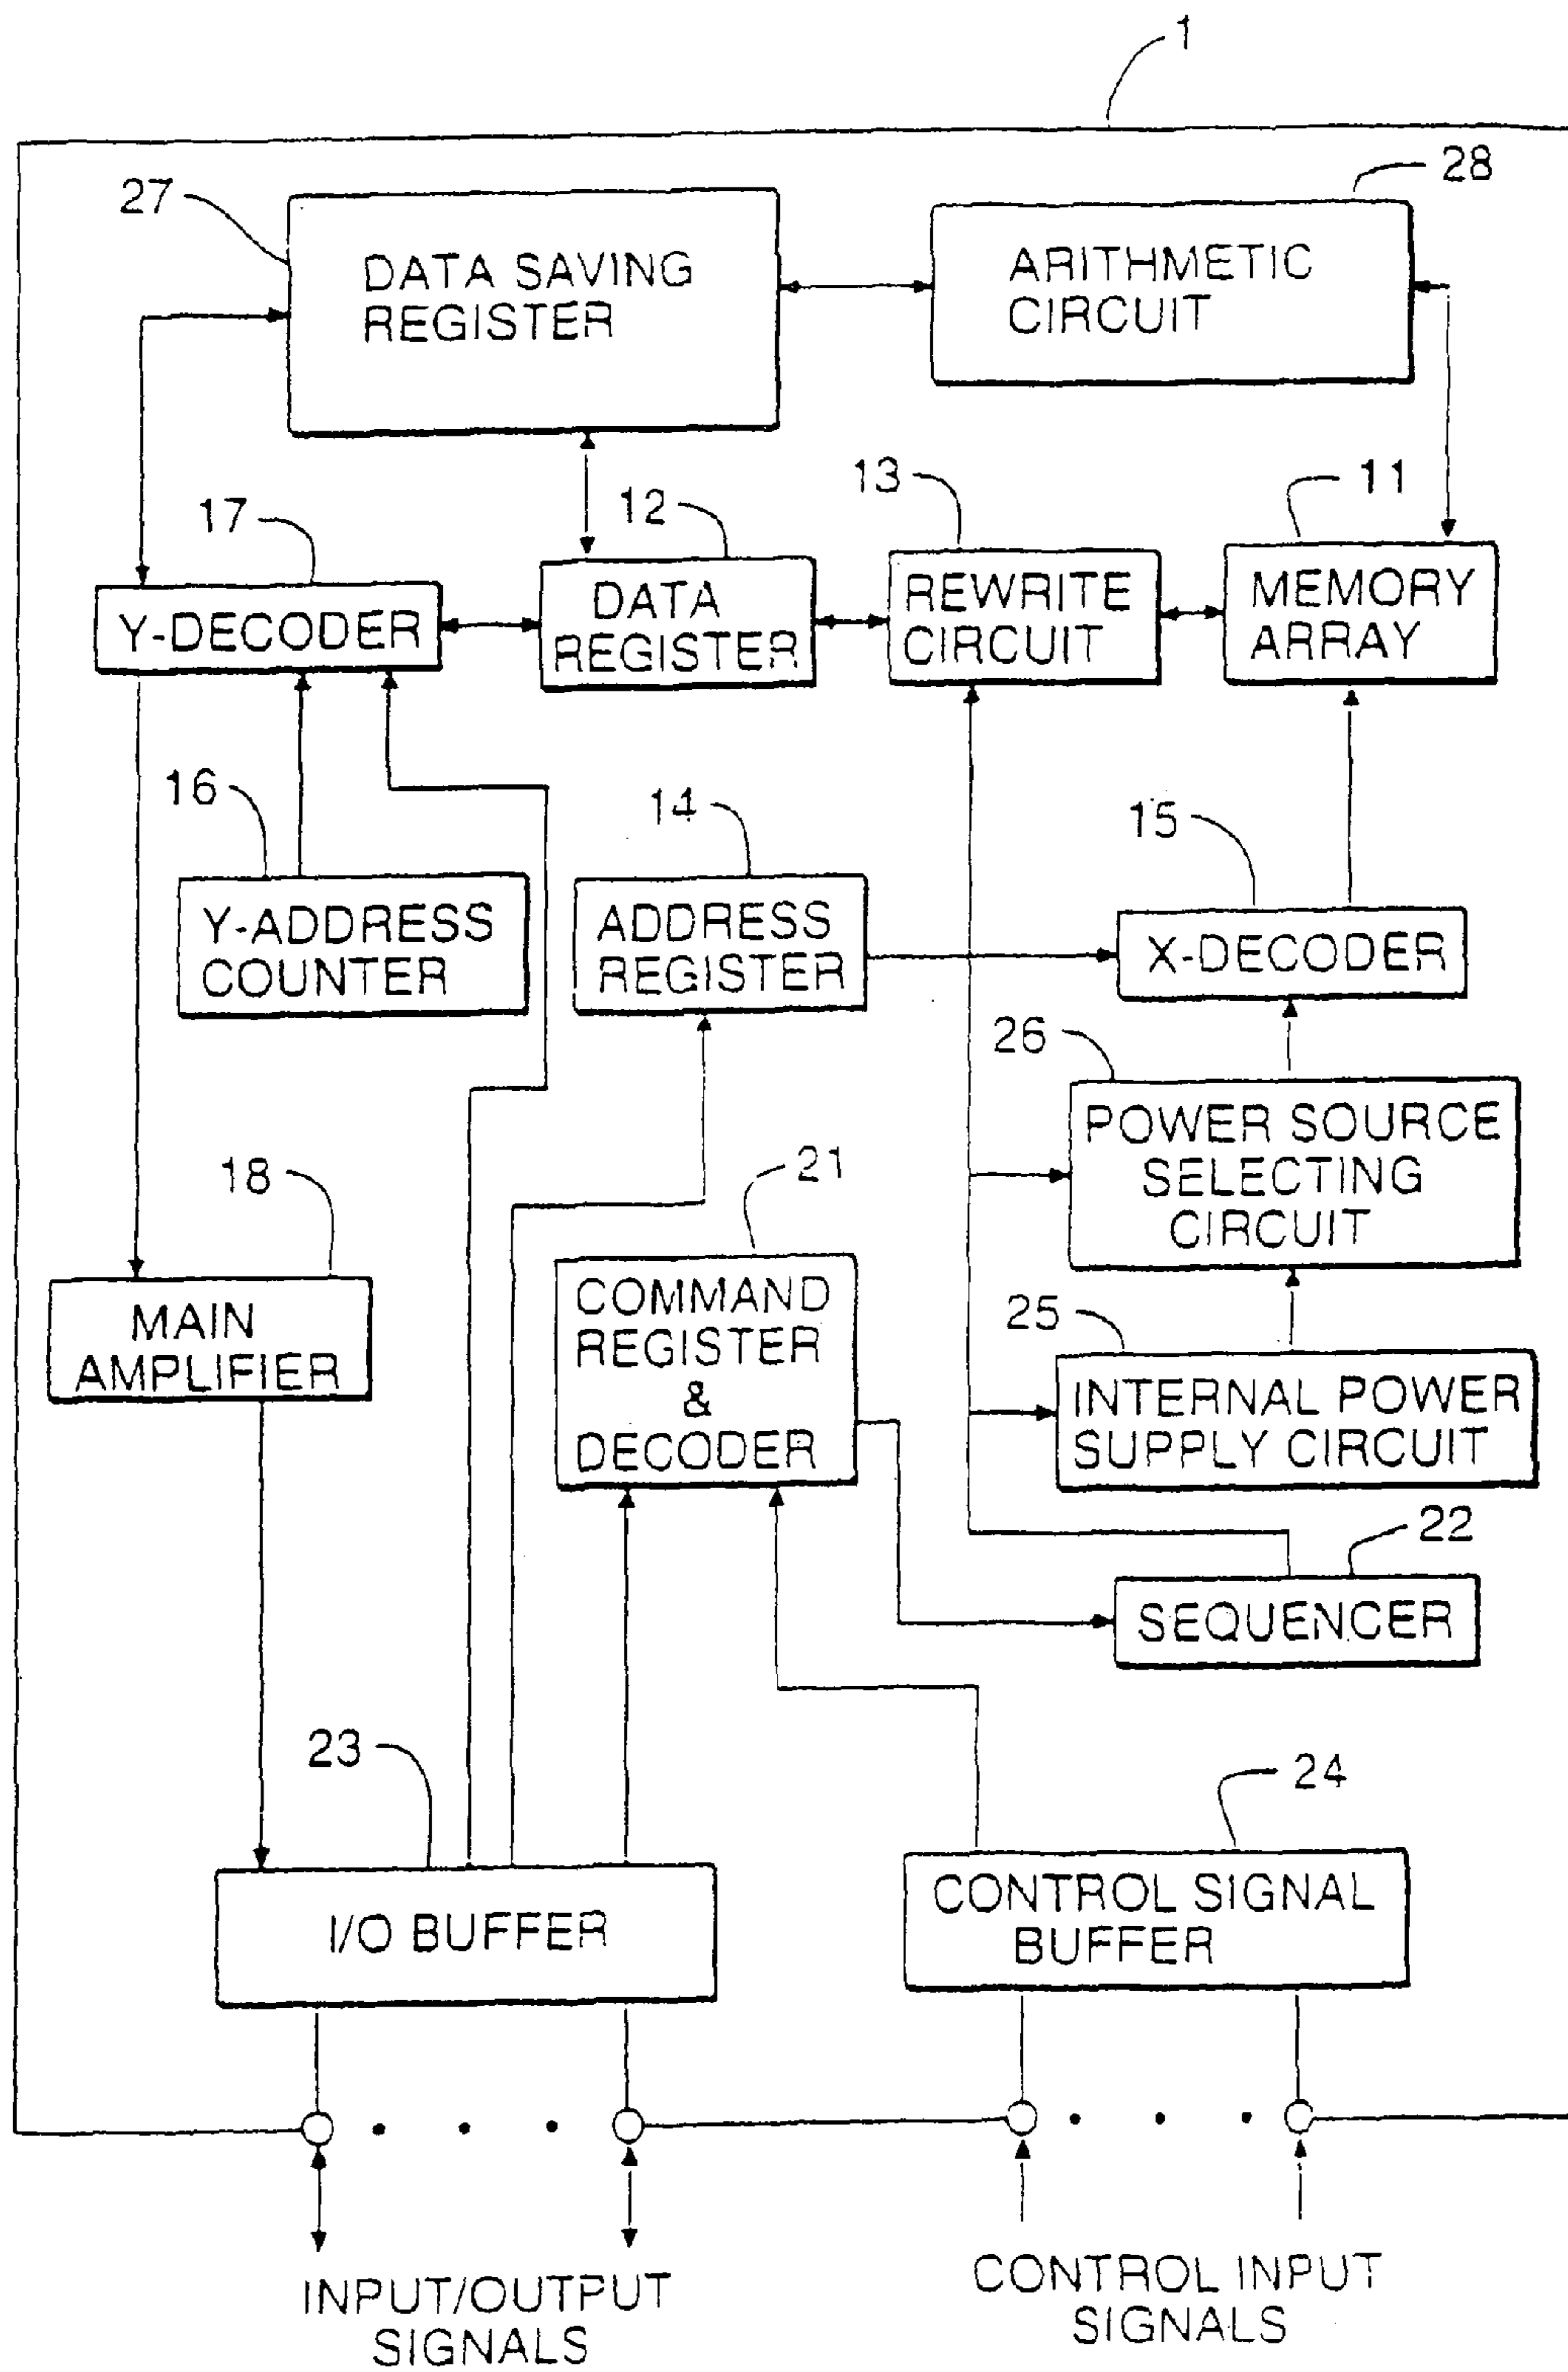 1
27
28
DATA SAVING
REGISTER
ARITHMETIC
CIRCUIT
17
12
13
11
Y-DECODER
DATA
REGISTER
REWRITE
CIRCUIT
MEMORY
ARRAY
16
14
15
Y-ADDRESS
COUNTER
ADDRESS
REGISTER
X-DECODER
26
POWER SOURCE
SELECTING
CIRCUIT
18
21
MAIN
AMPLIFIER
COMMAND
REGISTER
&
DECODER
25
INTERNAL POWER
SUPPLY CIRCUIT
22
SEQUENCER
23
24
I/O BUFFER
CONTROL SIGNAL
BUFFER
INPUT/OUTPUT
SIGNALS
CONTROL INPUT
SIGNALS